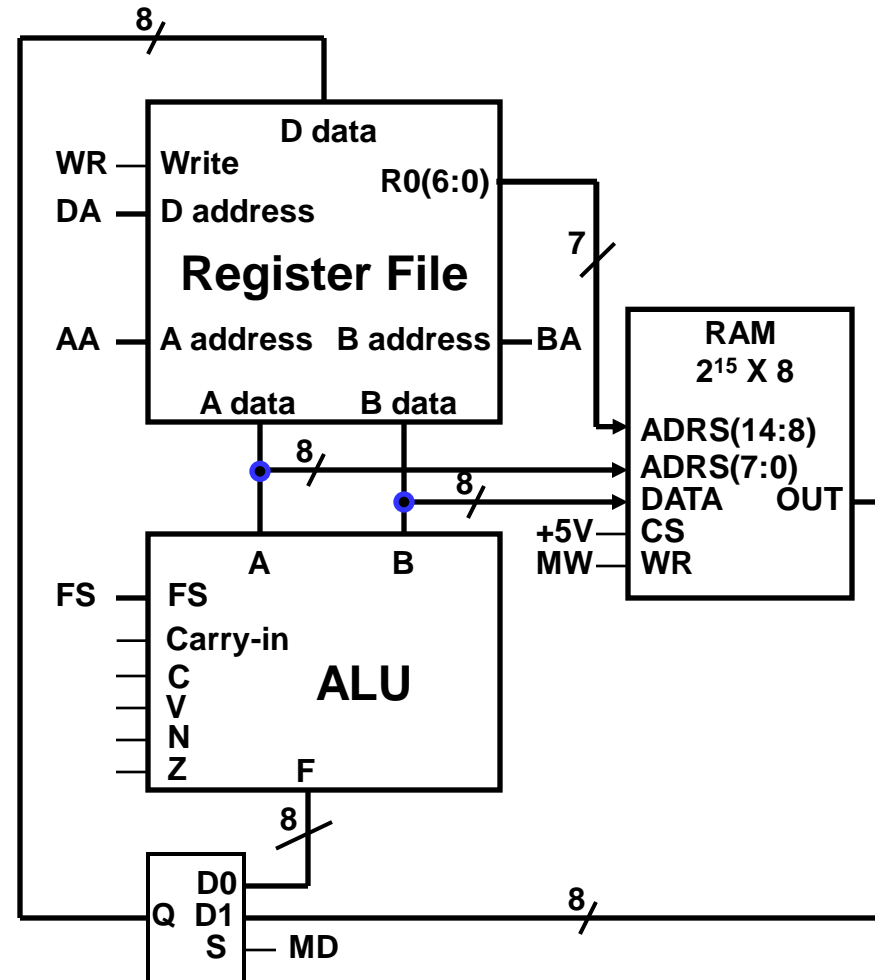 8
D data
WR Write
R0(6:0)
DA D address
7
Register File
AA A address B address BA
RAM
2¹⁵ X 8
A data B data
ADRS(14:8)
8
ADRS(7:0)
8
DATA OUT
+5V CS
A B
MW WR
FS FS
Carry-in
ALU
C
V
N
Z F
8
D0
8
Q D1
S MD